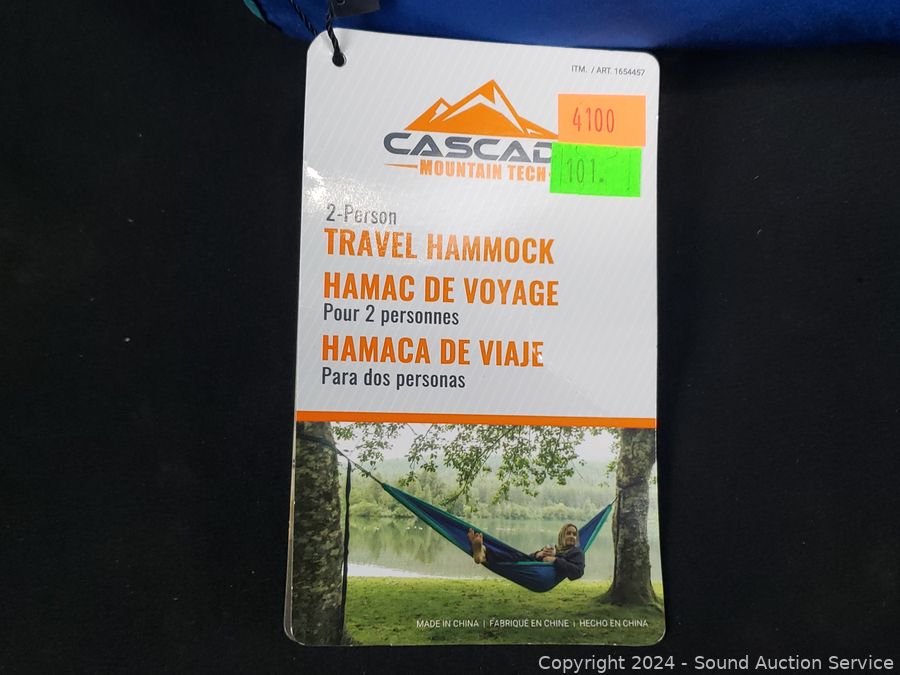 ITM. / ART. 1654457
4100
CASCAD
MOUNTAIN TECH
101.
2-Person
TRAVEL HAMMOCK
HAMAC DE VOYAGE
Pour 2 personnes
HAMACA DE VIAJE
Para dos personas
MADE IN CHINA | FABRIQUÉ EN CHINE | HECHO EN CHINA
Copyright 2024 - Sound Auction Service